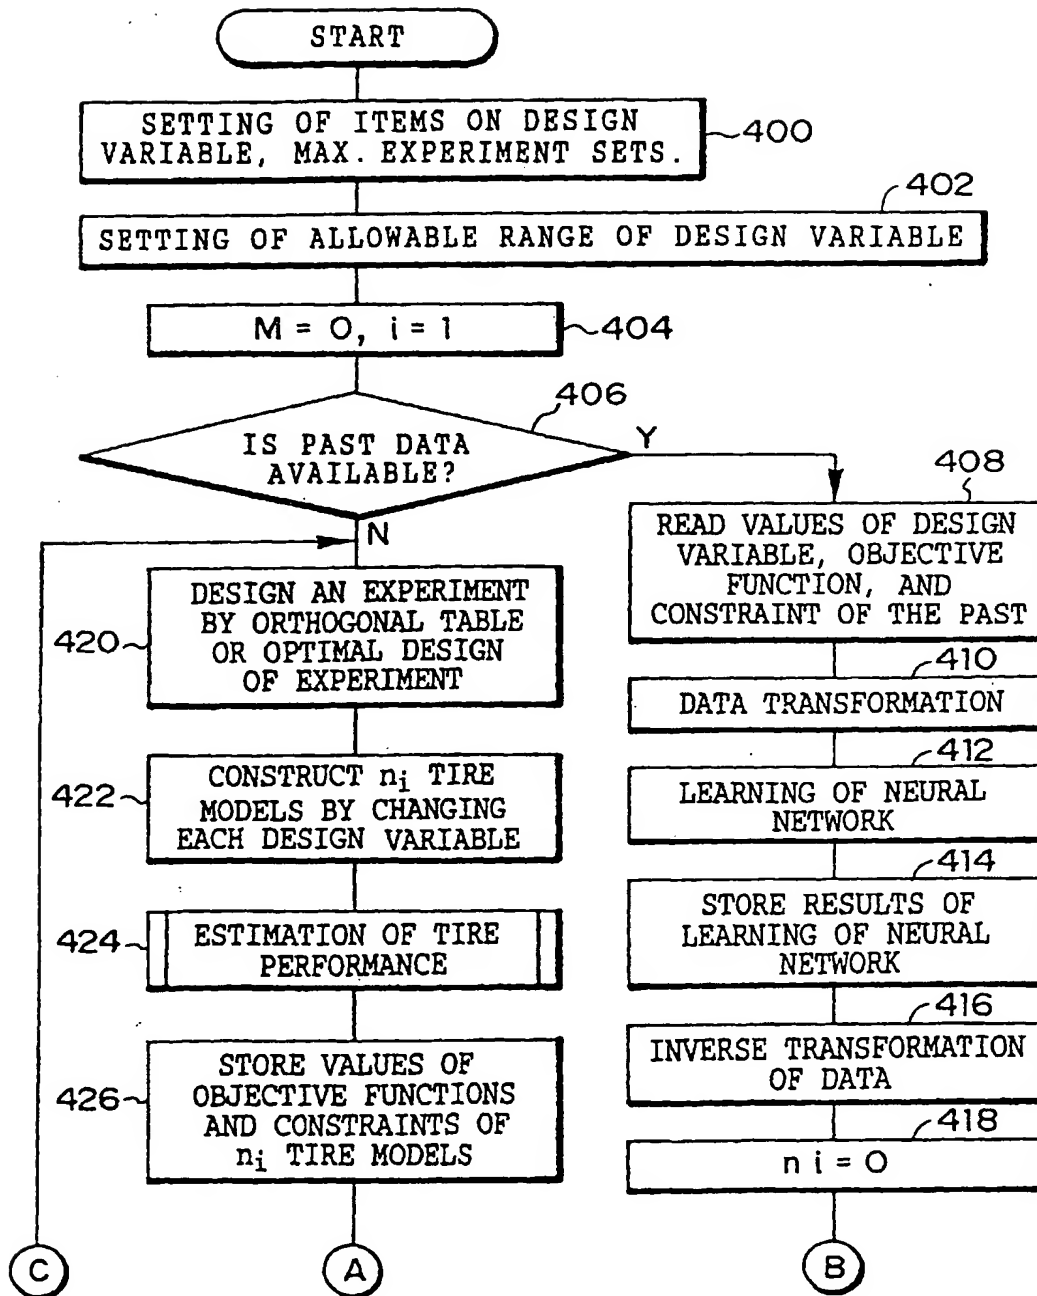 START
SETTING OF ITEMS ON DESIGN
VARIABLE, MAX. EXPERIMENT SETS.
400
402
SETTING OF ALLOWABLE RANGE OF DESIGN VARIABLE
M = 0, i = 1
404
406
IS PAST DATA
AVAILABLE?
Y
N
408
READ VALUES OF DESIGN
VARIABLE, OBJECTIVE
FUNCTION, AND
CONSTRAINT OF THE PAST
410
DATA TRANSFORMATION
412
LEARNING OF NEURAL
NETWORK
414
STORE RESULTS OF
LEARNING OF NEURAL
NETWORK
416
INVERSE TRANSFORMATION
OF DATA
418
n i = 0
B
420
DESIGN AN EXPERIMENT
BY ORTHOGONAL TABLE
OR OPTIMAL DESIGN
OF EXPERIMENT
422
CONSTRUCT ni TIRE
MODELS BY CHANGING
EACH DESIGN VARIABLE
424
ESTIMATION OF TIRE
PERFORMANCE
426
STORE VALUES OF
OBJECTIVE FUNCTIONS
AND CONSTRAINTS OF
ni TIRE MODELS
C
A